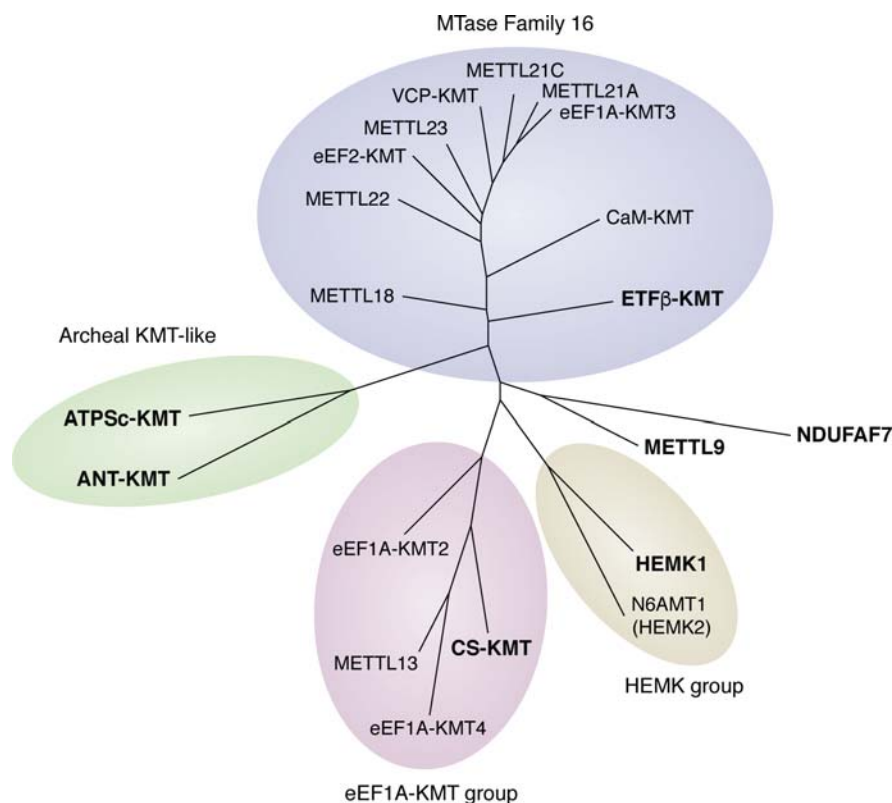 MTase Family 16
METTL21C
METTL21A
VCP-KMT
eEF1A-KMT3
METTL23
eEF2-KMT
METTL22
CaM-KMT
METTL18
ETFβ-KMT
Archeal KMT-like
ATPSc-KMT
NDUFAF7
METTL9
ANT-KMT
eEF1A-KMT2
HEMK1
N6AMT1
(HEMK2)
CS-KMT
METTL13
HEMK group
eEF1A-KMT4
eEF1A-KMT group